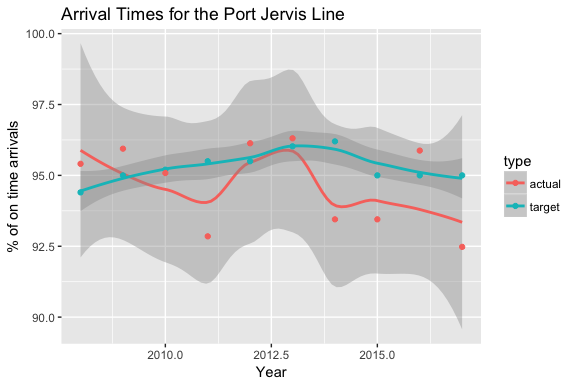 Arrival Times for the Port Jervis Line
% of on time arrivals
100.0
97.5
95.0
92.5
90.0
2010.0
2012.5
2015.0
Year
type
actual
target